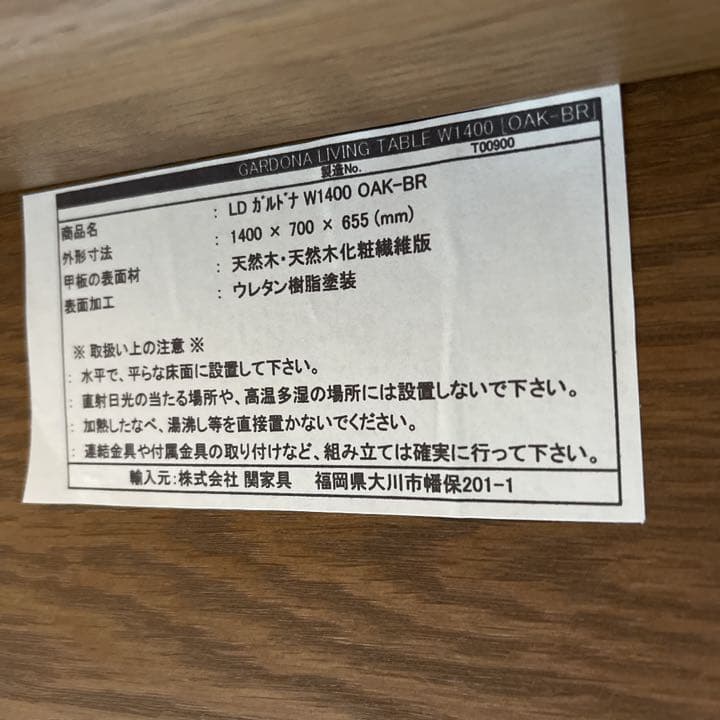 GARDONA LIVING TABLE W1400 [OAK-BR]
製造No. T00900
商品名 : LD ｶﾞﾙﾄﾞﾅ W1400 OAK-BR
外形寸法 : 1400 × 700 × 655 (mm)
甲板の表面材 : 天然木・天然木化粧繊維版
表面加工 : ウレタン樹脂塗装
※ 取扱い上の注意 ※
: 水平で、平らな床面に設置して下さい。
: 直射日光の当たる場所や、高温多湿の場所には設置しないで下さい。
: 加熱したなべ、湯沸し等を直接置かないでください。
: 連結金具や付属金具の取り付けなど、組み立ては確実に行って下さい。
輸入元:株式会社 関家具 福岡県大川市幡保201-1